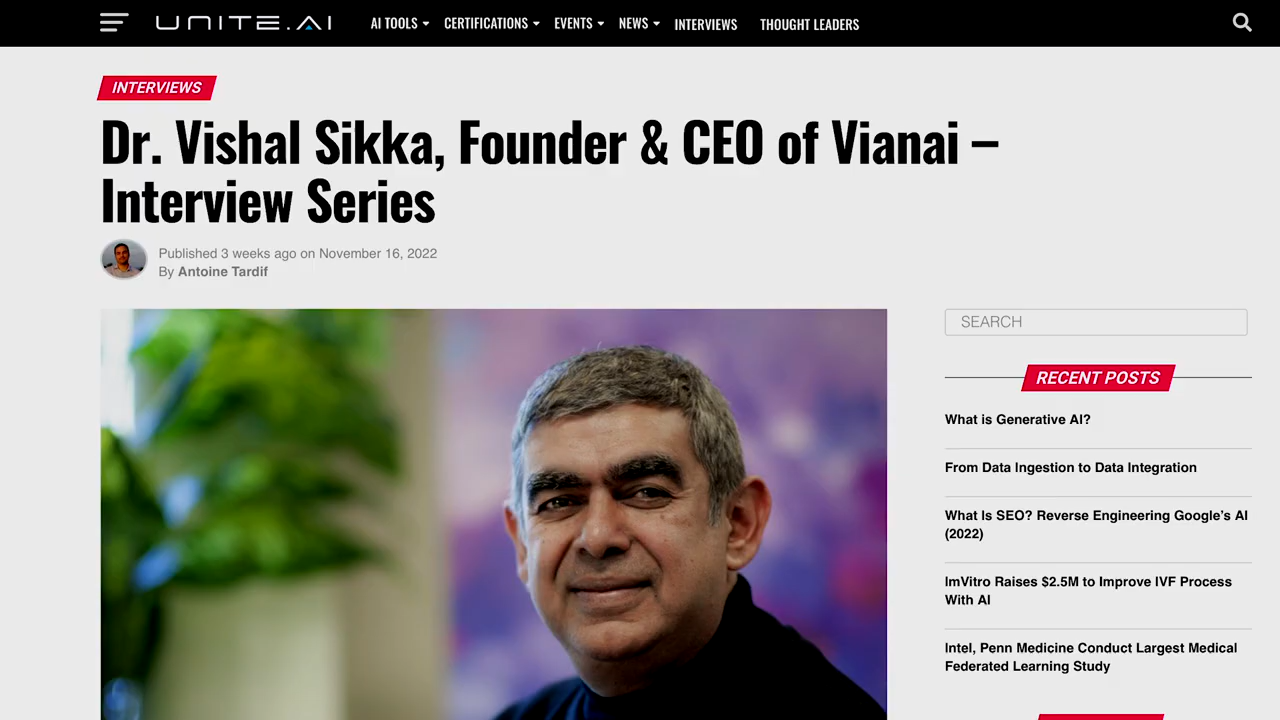 UNITE.AI
AI TOOLS CERTIFICATIONS EVENTS NEWS INTERVIEWS THOUGHT LEADERS
INTERVIEWS
Dr. Vishal Sikka, Founder & CEO of Vianai –
Interview Series
Published 3 weeks ago on November 16, 2022
By Antoine Tardif
SEARCH
RECENT POSTS
What is Generative AI?
From Data Ingestion to Data Integration
What Is SEO? Reverse Engineering Google’s AI
(2022)
ImVitro Raises $2.5M to Improve IVF Process
With AI
Intel, Penn Medicine Conduct Largest Medical
Federated Learning Study